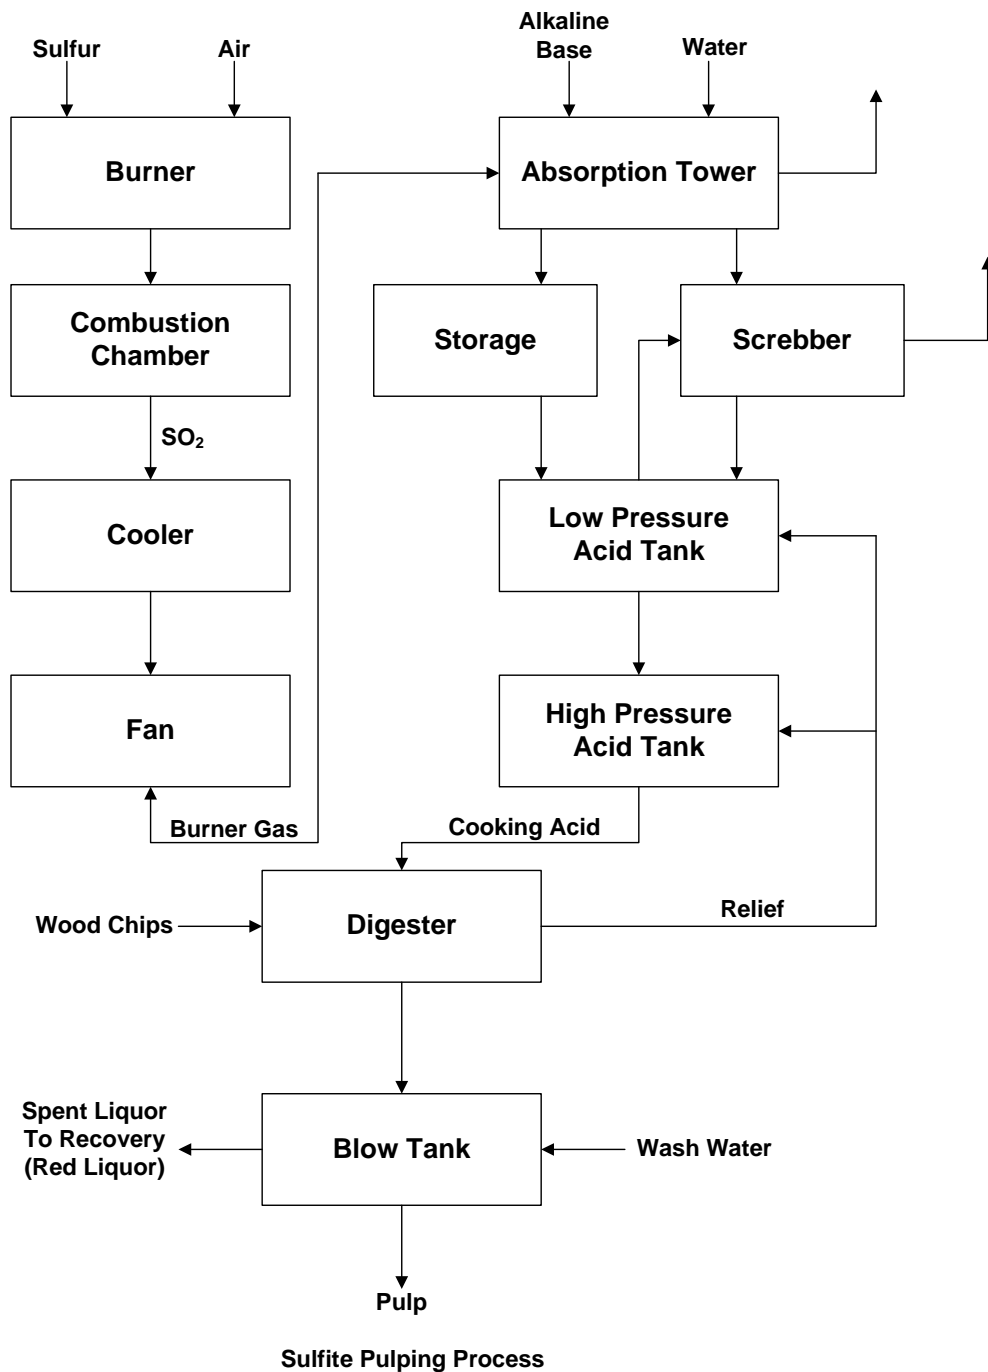 Sulfur
Air
Alkaline
Base
Water
Burner
Absorption Tower
Combustion
Chamber
Storage
Screbber
SO₂
Cooler
Low Pressure
Acid Tank
Fan
High Pressure
Acid Tank
Burner Gas
Cooking Acid
Wood Chips
Digester
Relief
Spent Liquor
To Recovery
(Red Liquor)
Blow Tank
Wash Water
Pulp
Sulfite Pulping Process